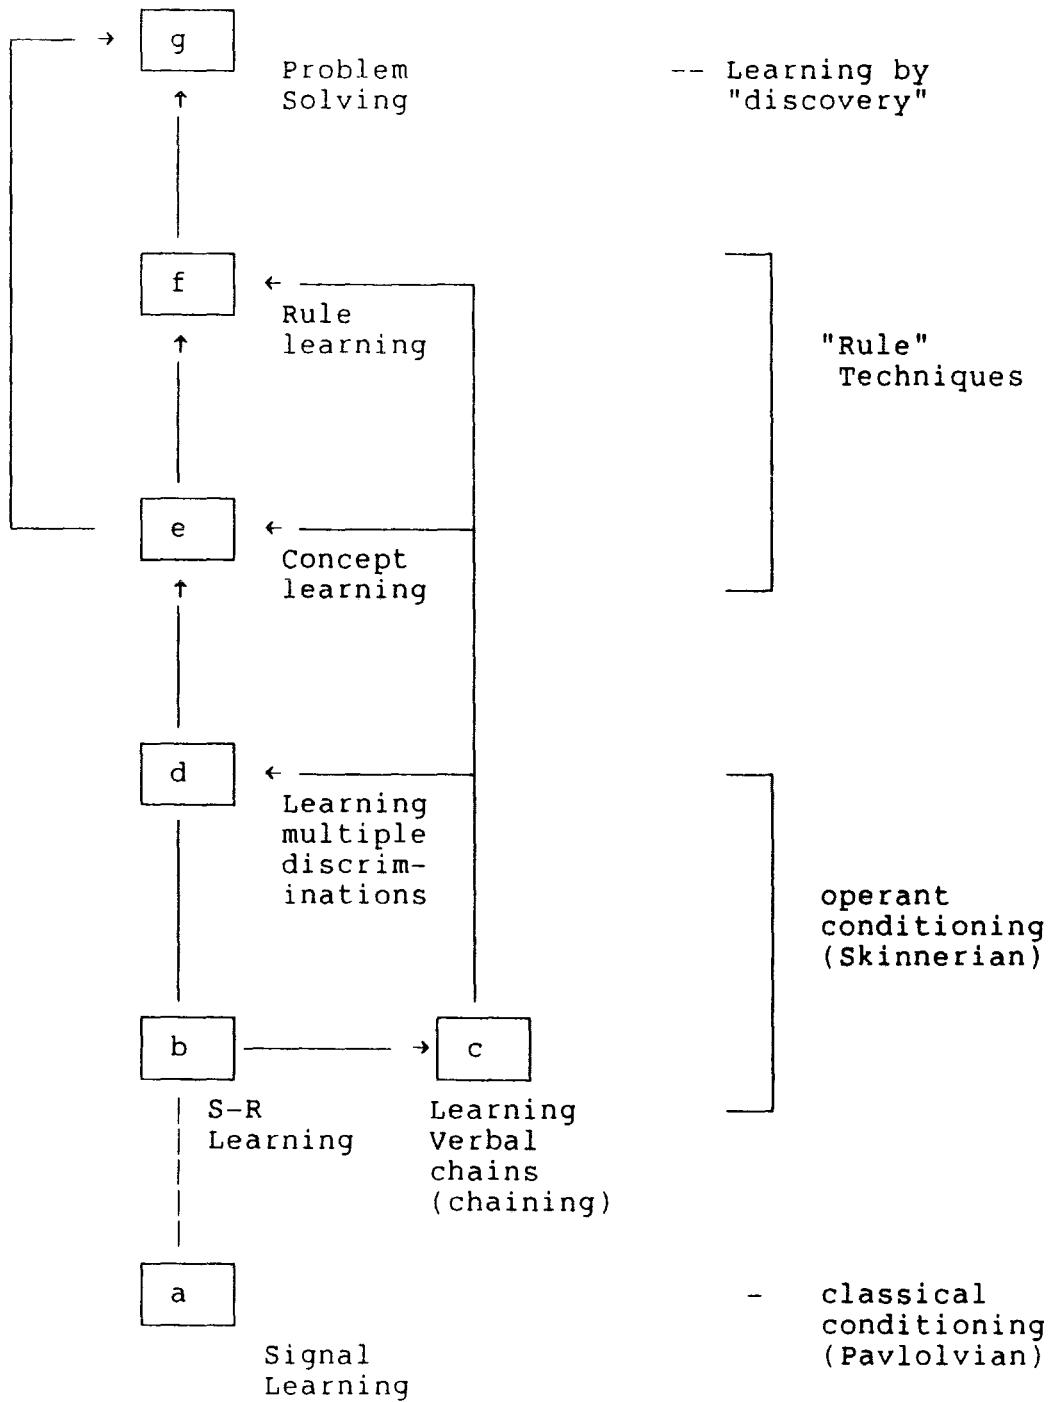 g
Problem
Solving
-- Learning by
"discovery"
f
Rule
learning
"Rule"
Techniques
e
Concept
learning
d
Learning
multiple
discrim-
inations
operant
conditioning
(Skinnerian)
b
c
S-R
Learning
Learning
Verbal
chains
(chaining)
a
Signal
Learning
- classical
conditioning
(Pavlolvian)